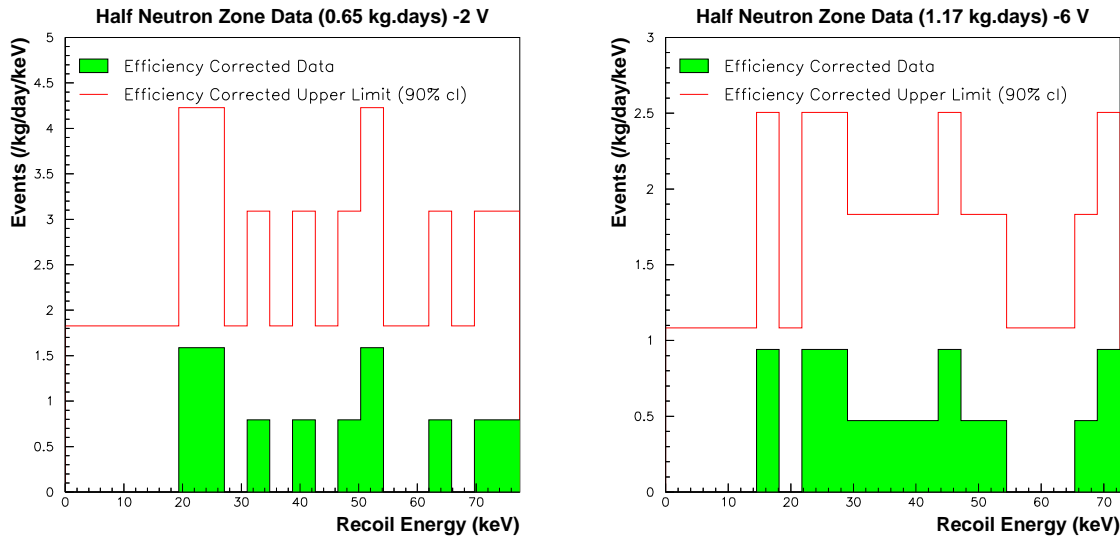 Half Neutron Zone Data (0.65 kg.days) -2 V
Events (/kg/day/keV)
5
4.5
4
3.5
3
2.5
2
1.5
1
0.5
0
Efficiency Corrected Data
Efficiency Corrected Upper Limit (90% cl)
0 10 20 30 40 50 60 70
Recoil Energy (keV)
Half Neutron Zone Data (1.17 kg.days) -6 V
Events (/kg/day/keV)
3
2.5
2
1.5
1
0.5
0
Efficiency Corrected Data
Efficiency Corrected Upper Limit (90% cl)
0 10 20 30 40 50 60 70
Recoil Energy (keV)